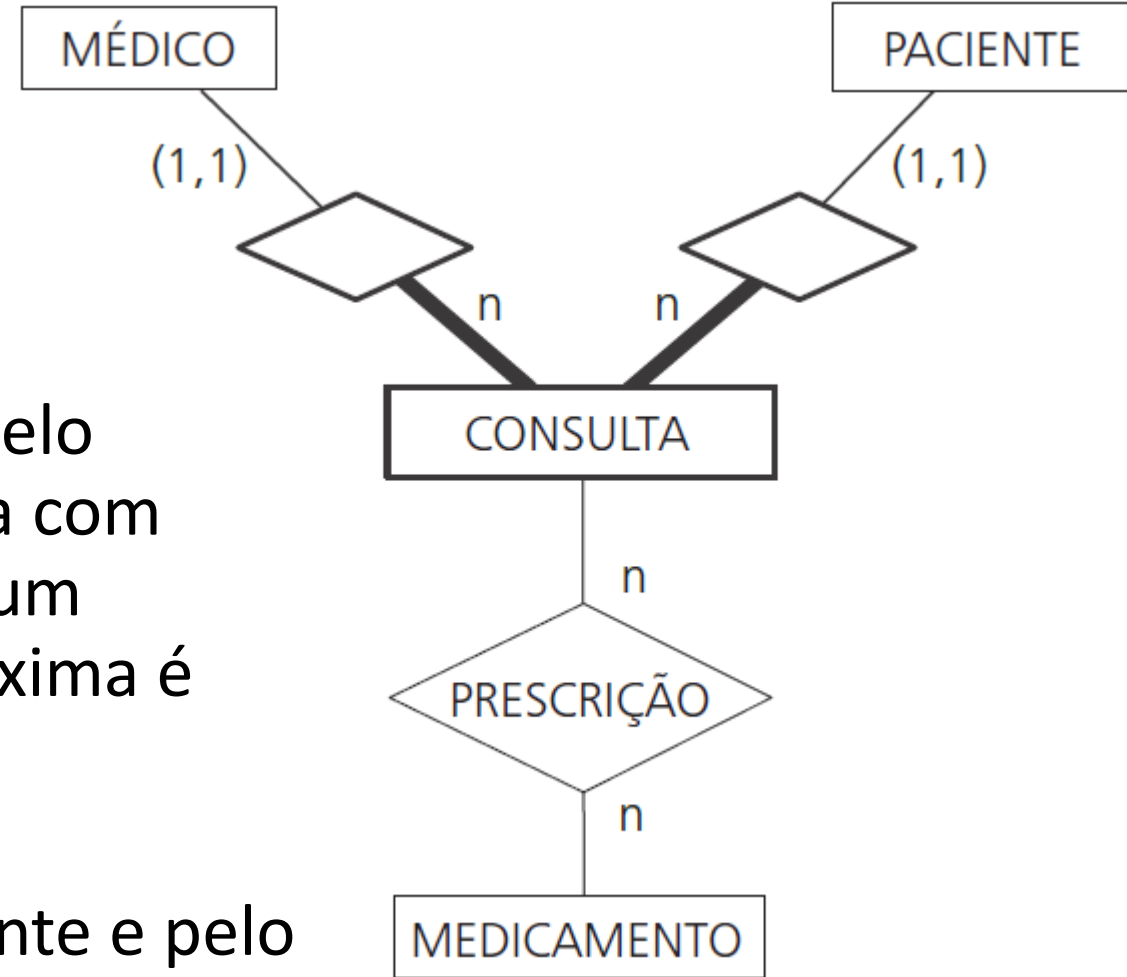 MÉDICO
PACIENTE
(1,1)
(1,1)
n
n
CONSULTA
elo
com
n
um
xima é
PRESCRIÇÃO
n
nte e pelo
MEDICAMENTO